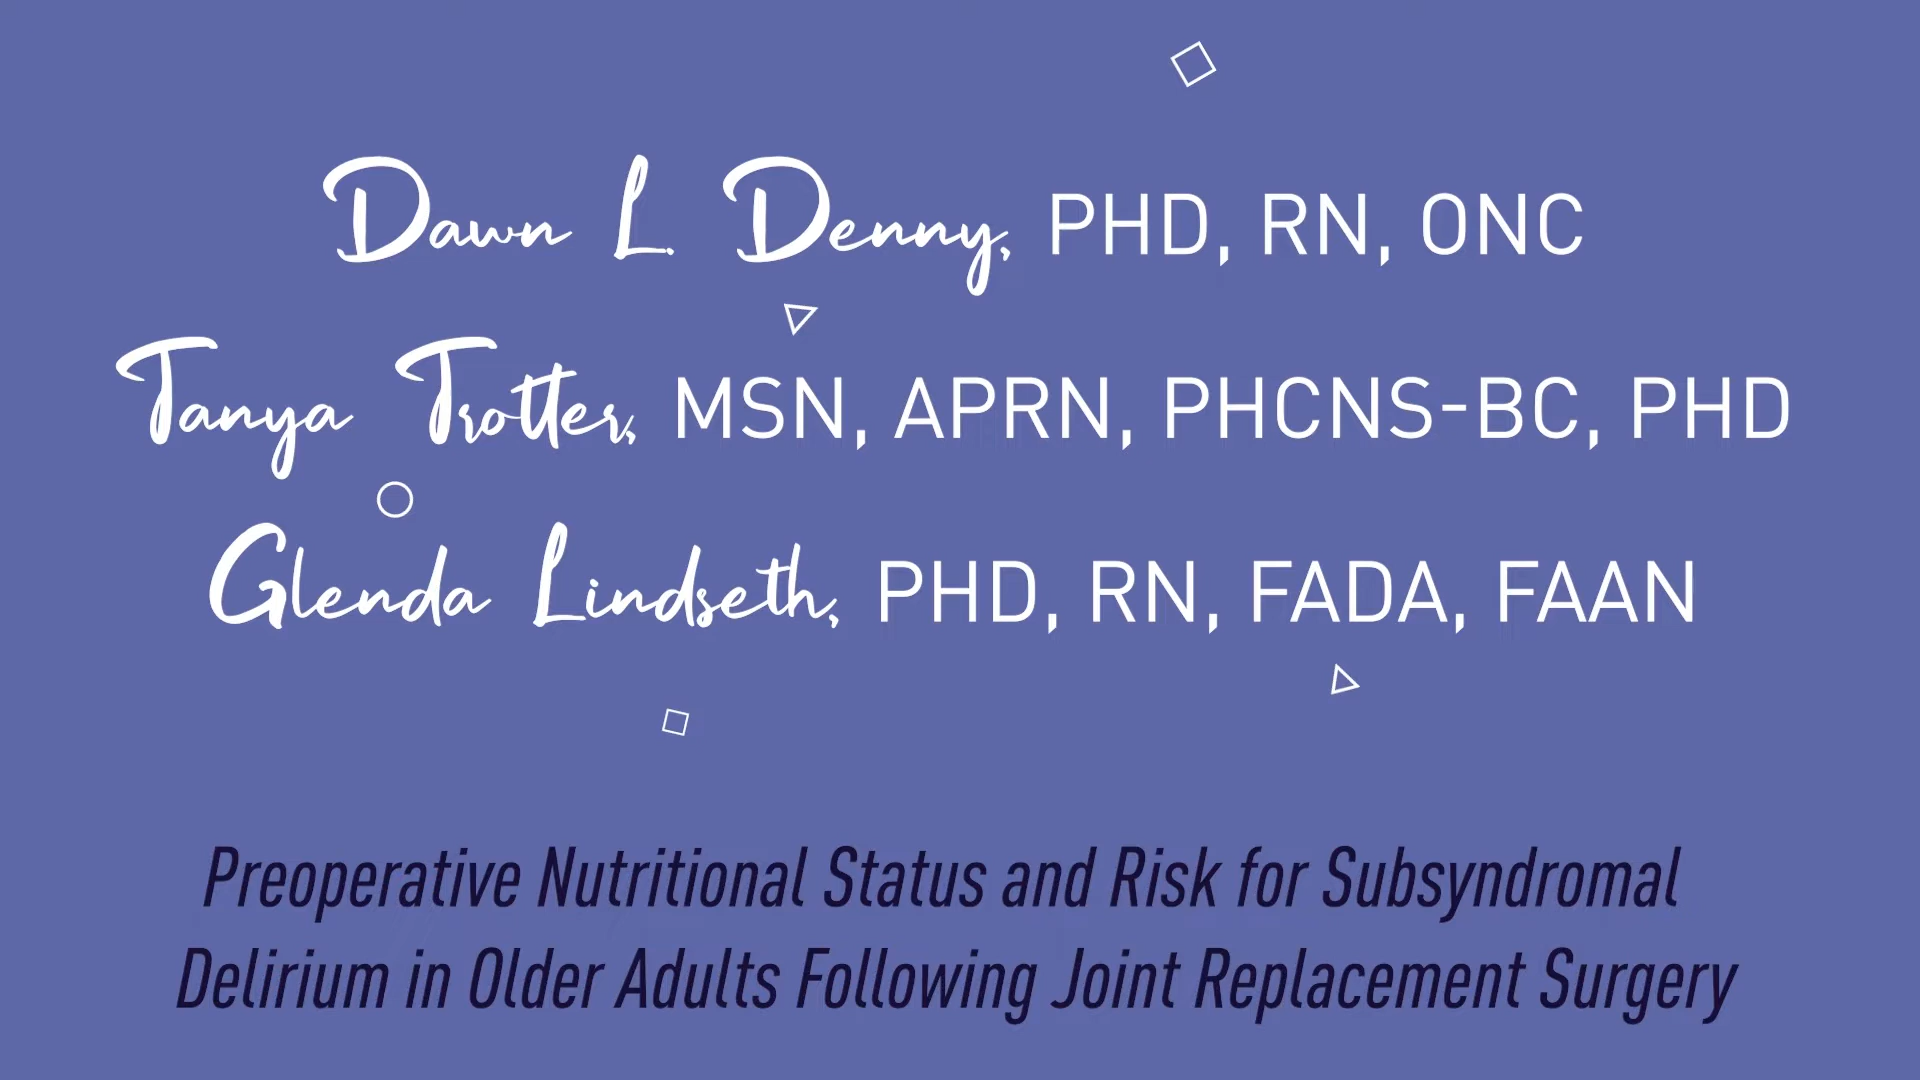 Dawn L. Denny, PHD, RN, ONC
Tanya Trotter, MSN, APRN, PHCNS-BC, PHD
Glenda Lindseth, PHD, RN, FADA, FAAN
Preoperative Nutritional Status and Risk for Subsyndromal
Delirium in Older Adults Following Joint Replacement Surgery